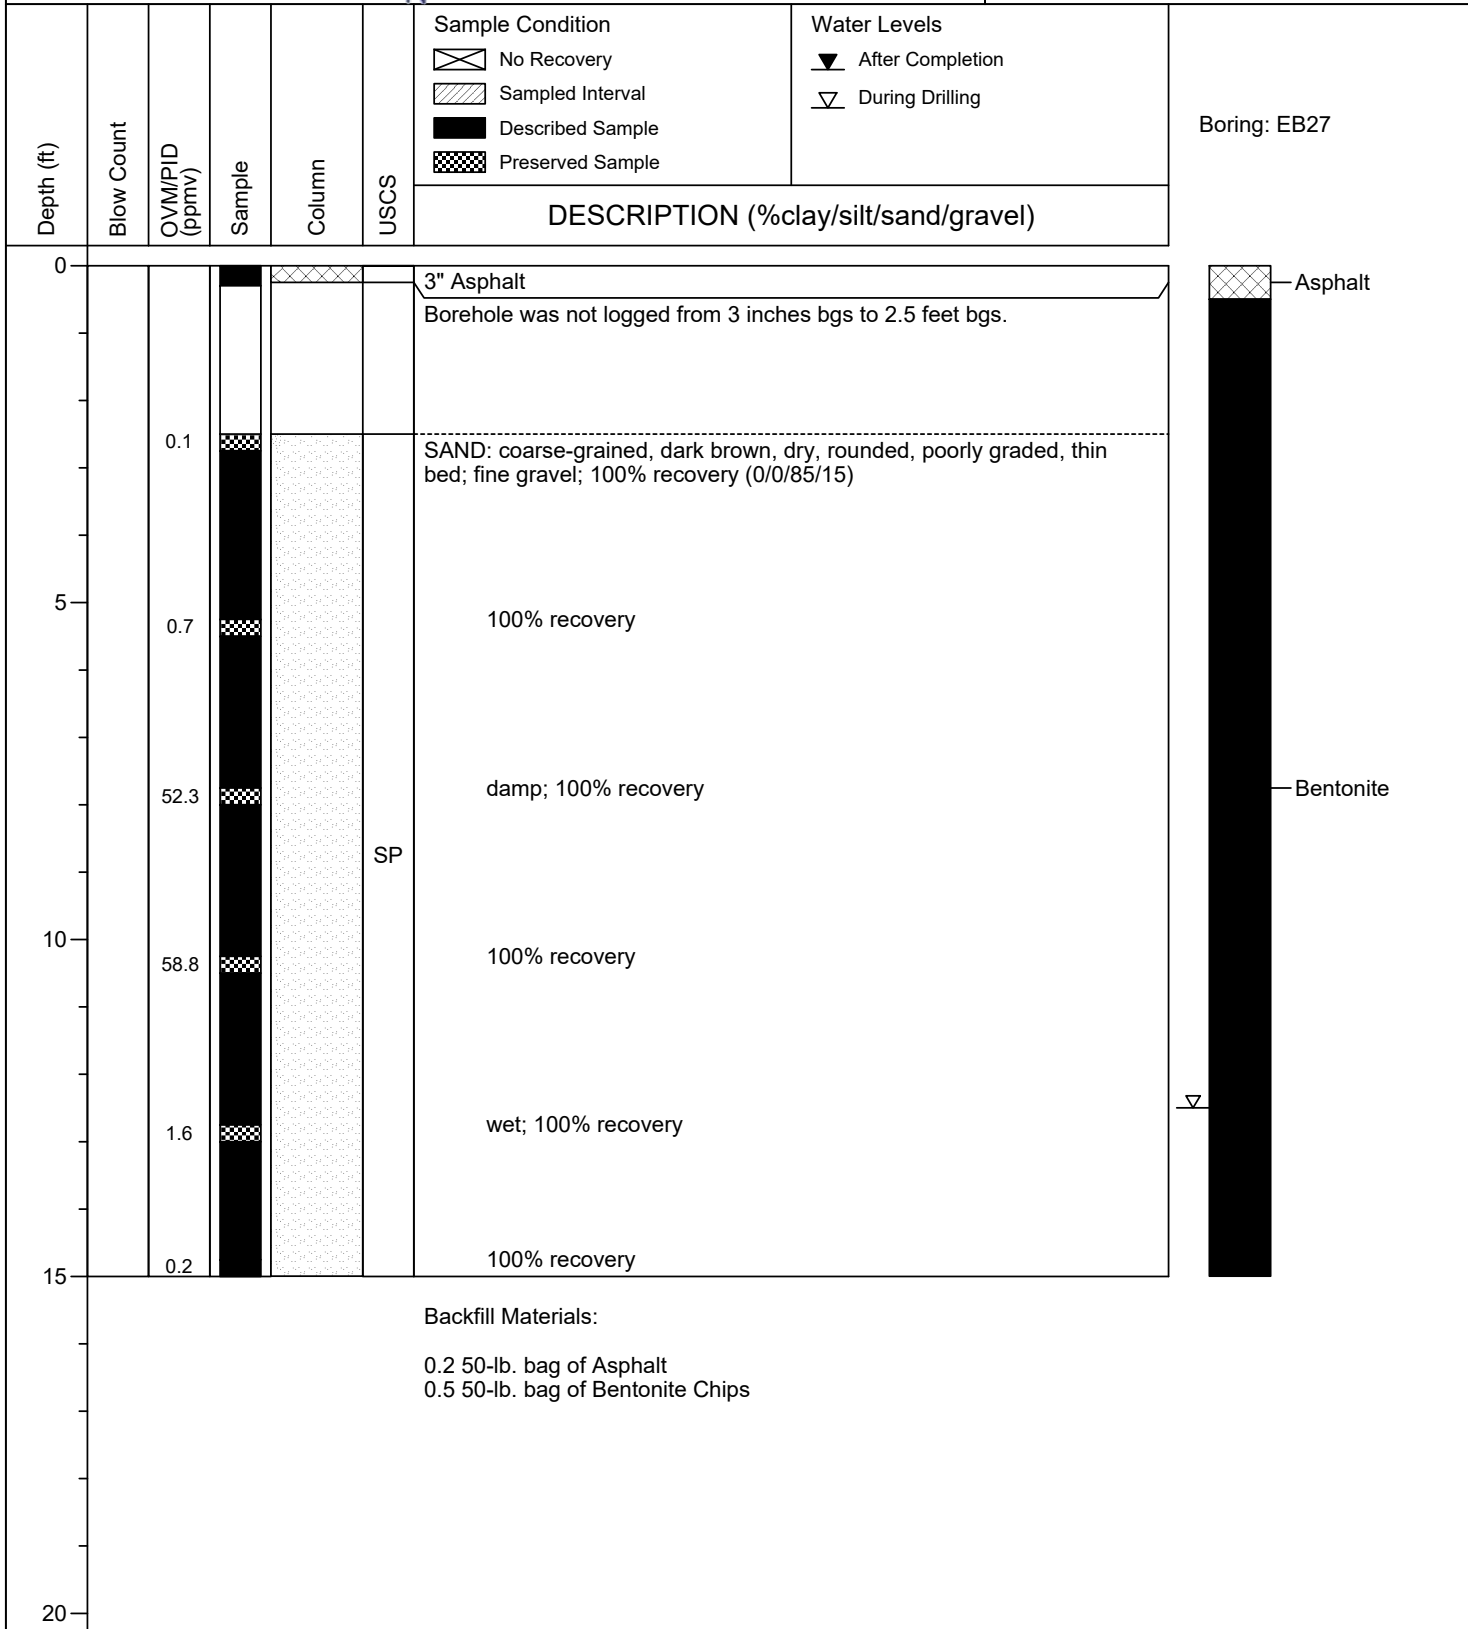 Sample Condition
No Recovery
Sampled Interval
Described Sample
Preserved Sample
Water Levels
After Completion
During Drilling
Boring: EB27
Depth (ft)
Blow Count
OVM/PID
(ppmv)
Sample
Column
USCS
DESCRIPTION (%clay/silt/sand/gravel)
0
3" Asphalt
Asphalt
Borehole was not logged from 3 inches bgs to 2.5 feet bgs.
0.1
SAND: coarse-grained, dark brown, dry, rounded, poorly graded, thin
bed; fine gravel; 100% recovery (0/0/85/15)
5
0.7
100% recovery
52.3
damp; 100% recovery
Bentonite
SP
10
58.8
100% recovery
1.6
wet; 100% recovery
0.2
100% recovery
15
Backfill Materials:
0.2 50-lb. bag of Asphalt
0.5 50-lb. bag of Bentonite Chips
20